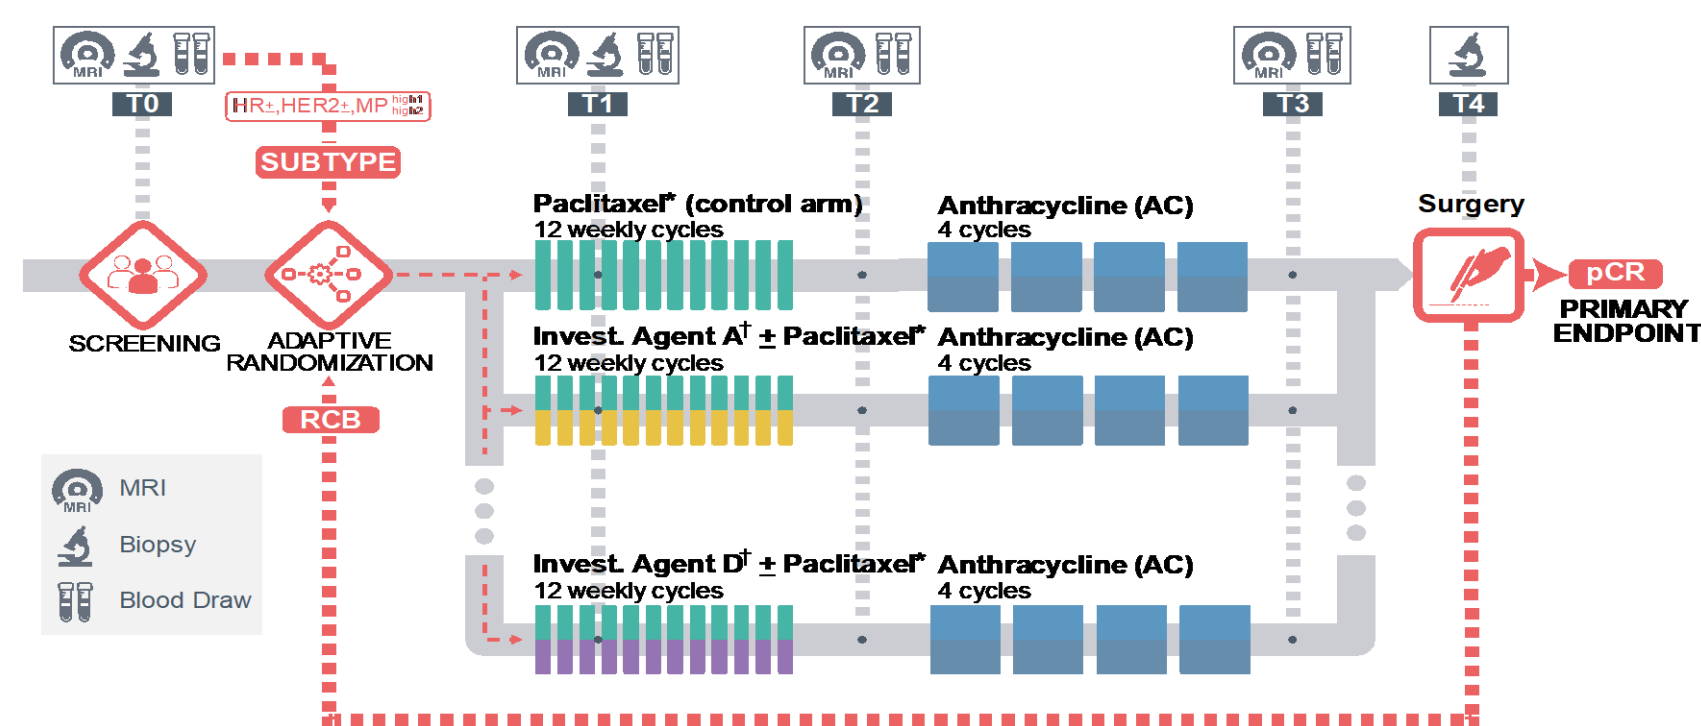 MRI
MRI
MRI
MRI
T0
T1
T2
T3
T4
HR±,HER2±,MP high1
high2
SUBTYPE
Paclitaxel* (control arm)
12 weekly cycles
Anthracycline (AC)
4 cycles
Surgery
pCR
PRIMARY
ENDPOINT
SCREENING
ADAPTIVE
RANDOMIZATION
Invest. Agent A† ± Paclitaxel*
12 weekly cycles
Anthracycline (AC)
4 cycles
RCB
MRI
MRI
Biopsy
Blood Draw
Invest. Agent D† ± Paclitaxel*
12 weekly cycles
Anthracycline (AC)
4 cycles